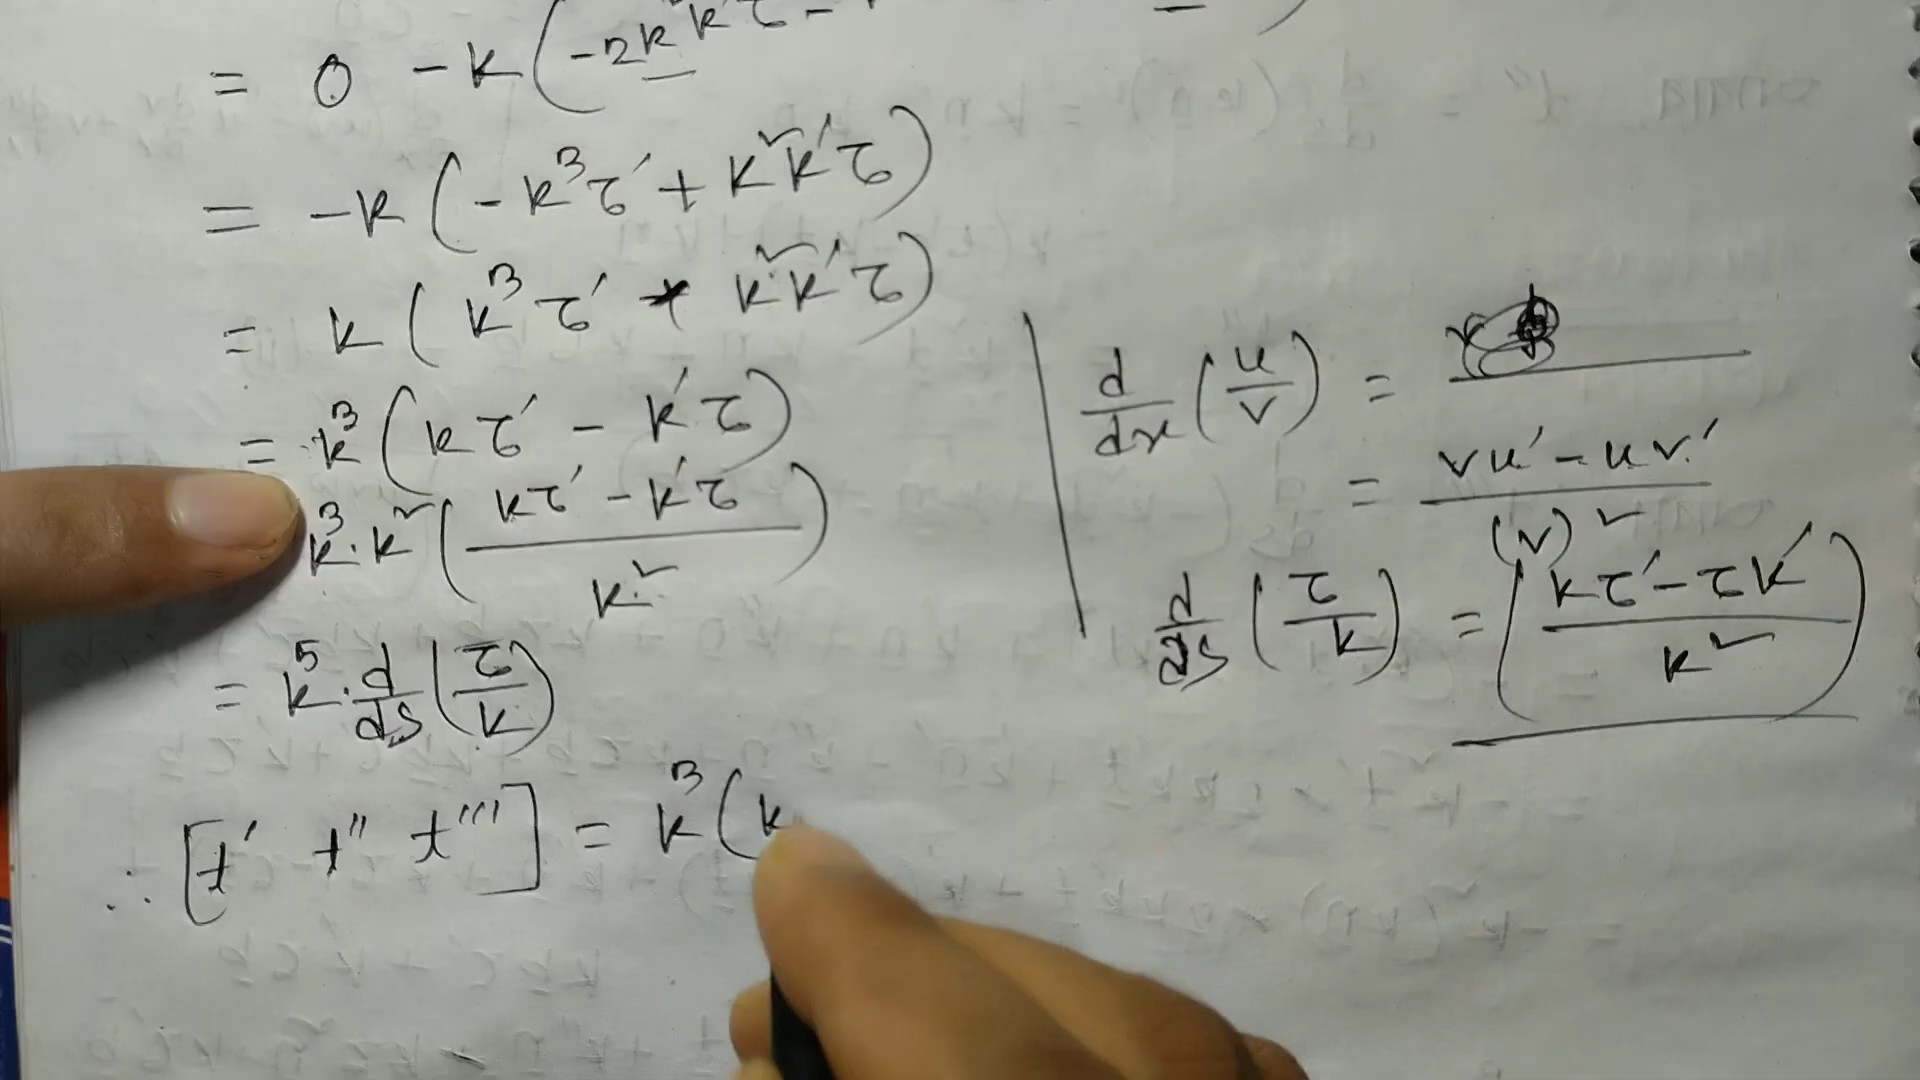 = 0 - k(-2k²k'τ -
= -k(-k³τ' + k²k'τ)
= k(k³τ' - k²k'τ)
= k³(kτ' - k'τ)
k³·k²((kτ' - k'τ)/k²)
= k⁵·d/ds(τ/k)
∴ [t' t'' t'''] = k³(k
d/dx(u/v) =
= (vu' - uv')/(v)²
d/ds(τ/k) = ((kτ' - τk')/k²)